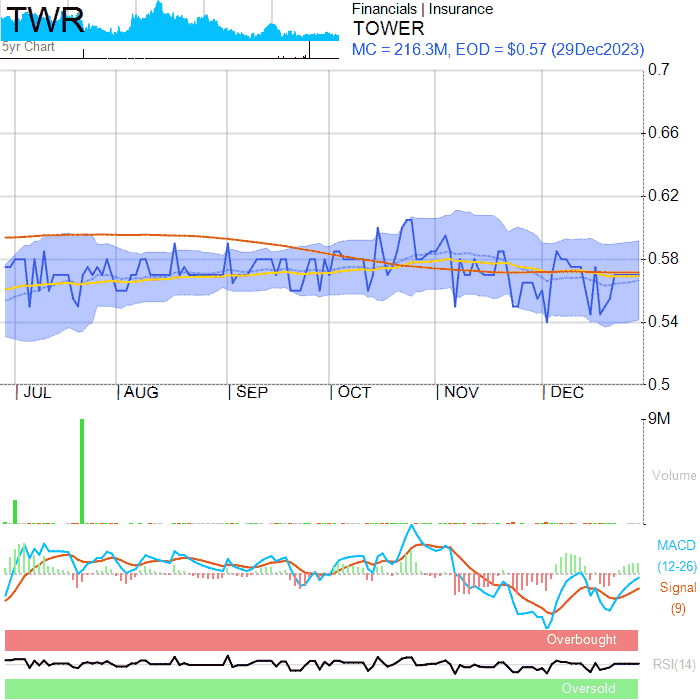 TWR
5yr Chart
Financials | Insurance
TOWER
MC = 216.3M, EOD = $0.57 (29Dec2023)
0.7
0.66
0.62
0.58
0.54
0.5
JUL AUG SEP OCT NOV DEC
9M
Volume
MACD
(12-26)
Signal
(9)
Overbought
RSI(14)
Oversold